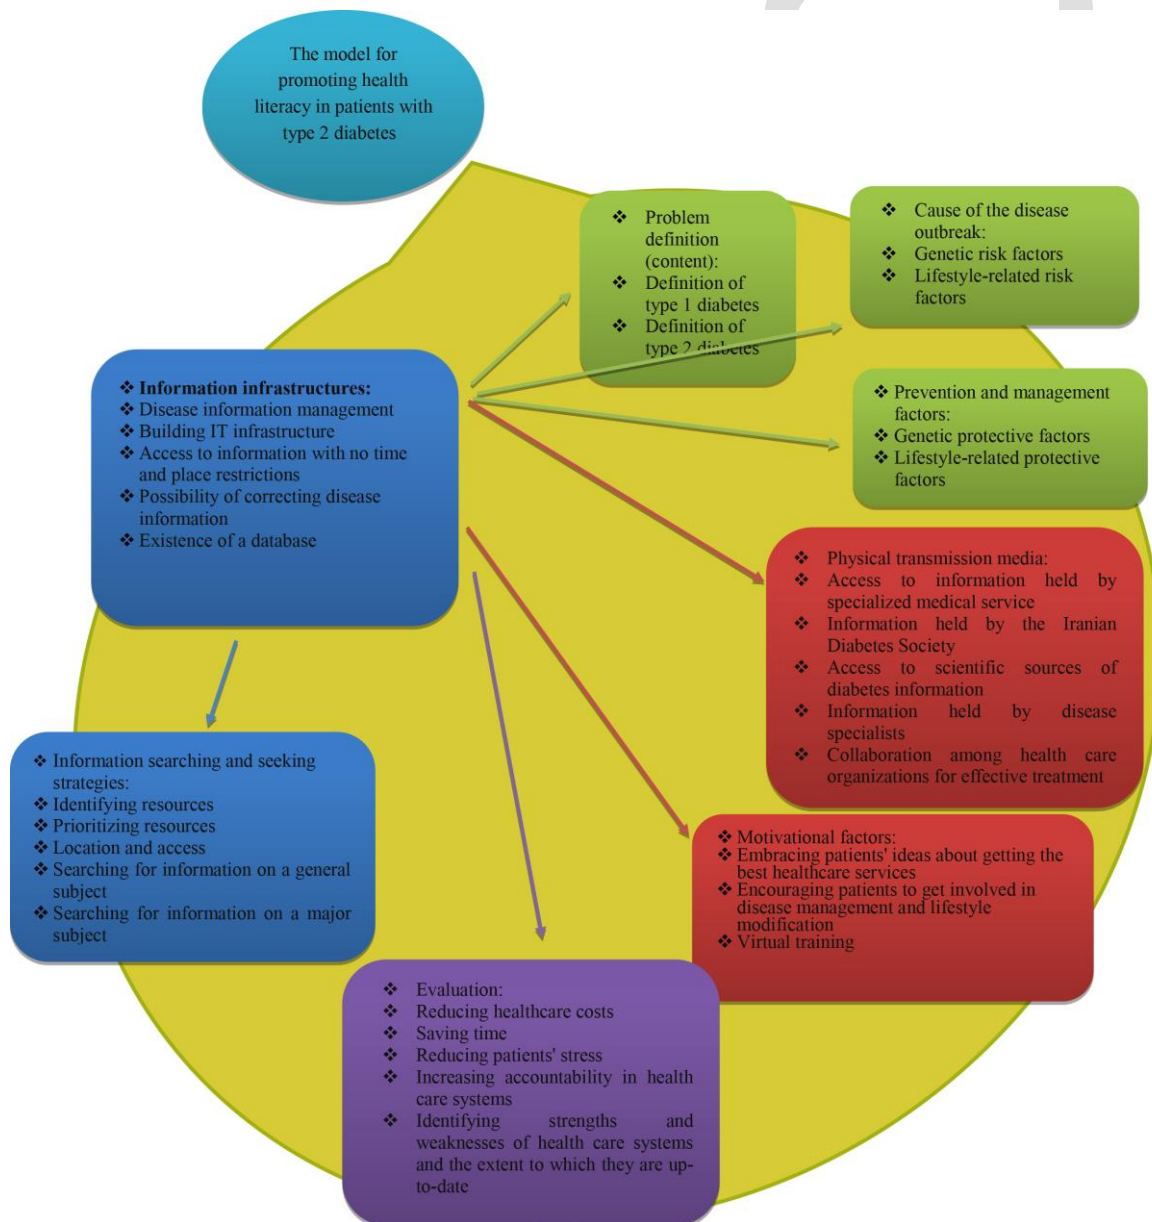 The model for
promoting health
literacy in patients with
type 2 diabetes
❖ Problem
definition
(content):
❖ Definition of
type 1 diabetes
❖ Definition of
type 2 diabetes
❖ Cause of the disease
outbreak:
❖ Genetic risk factors
❖ Lifestyle-related risk
factors
❖ Information infrastructures:
❖ Disease information management
❖ Building IT infrastructure
❖ Access to information with no time
and place restrictions
❖ Possibility of correcting disease
information
❖ Existence of a database
❖ Prevention and management
factors:
❖ Genetic protective factors
❖ Lifestyle-related protective
factors
❖ Physical transmission media:
❖ Access to information held by
specialized medical service
❖ Information held by the Iranian
Diabetes Society
❖ Access to scientific sources of
diabetes information
❖ Information held by disease
specialists
❖ Collaboration among health care
organizations for effective treatment
❖ Information searching and seeking
strategies:
❖ Identifying resources
❖ Prioritizing resources
❖ Location and access
❖ Searching for information on a general
subject
❖ Searching for information on a major
subject
❖ Motivational factors:
❖ Embracing patients' ideas about getting the
best healthcare services
❖ Encouraging patients to get involved in
disease management and lifestyle
modification
❖ Virtual training
❖ Evaluation:
❖ Reducing healthcare costs
❖ Saving time
❖ Reducing patients' stress
❖ Increasing accountability in health
care systems
❖ Identifying strengths and
weaknesses of health care systems
and the extent to which they are up-
to-date